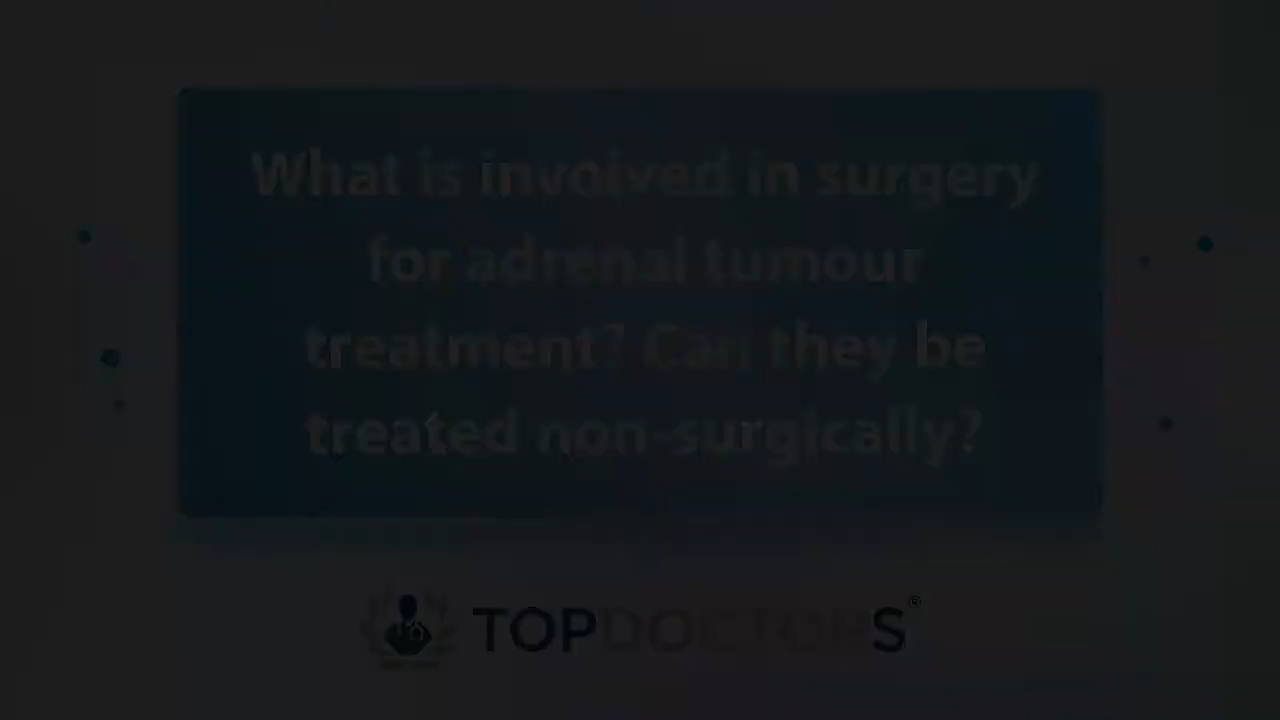 What is involved in surgery
for adrenal tumour
treatment? Can they be
treated non-surgically?
TOPDOCTORS®